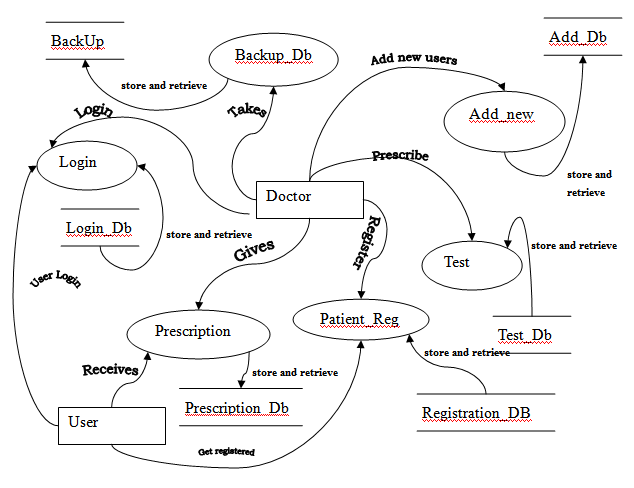 BackUp
Backup_Db
Add_Db
Add new users
store and retrieve
Login
Takes
Add_new
Login
Prescribe
store and
retrieve
Doctor
Login_Db
store and retrieve
Register
store and retrieve
Gives
Test
User Login
Patient_Reg
Prescription
Test_Db
store and retrieve
Receives
store and retrieve
Prescription_Db
Registration_DB
User
Get registered